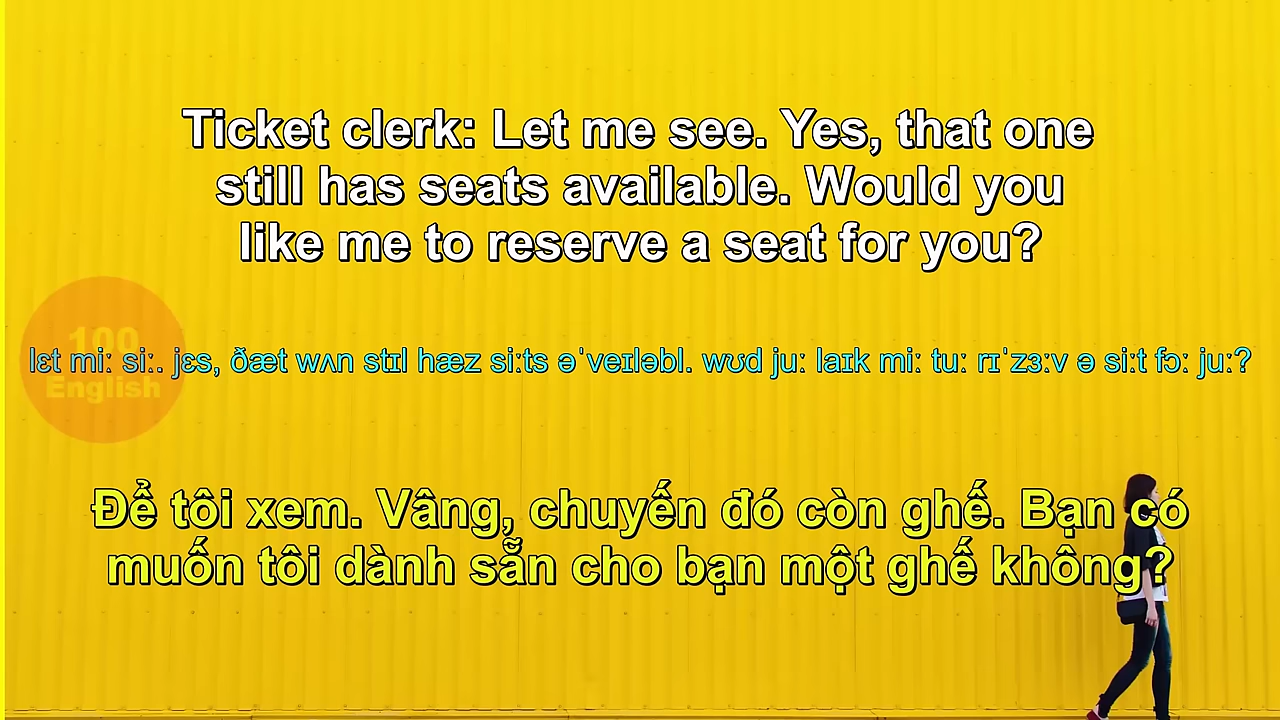 Ticket clerk: Let me see. Yes, that one
still has seats available. Would you
like me to reserve a seat for you?
100
English
lɛt miː siː. jɛs, ðæt wʌn stɪl hæz siːts əˈveɪləbl. wʊd juː laɪk miː tuː rɪˈzɜːv ə siːt fɔː juː?
Để tôi xem. Vâng, chuyến đó còn ghế. Bạn có
muốn tôi dành sẵn cho bạn một ghế không?